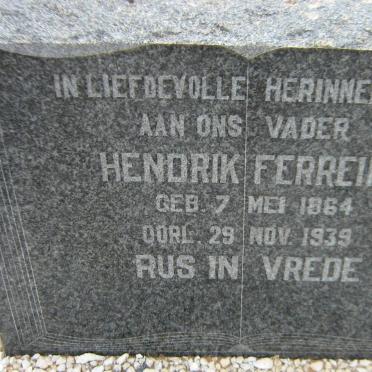 IN LIEFDEVOLLE HERINNE
AAN ONS VADER
HENDRIK FERREI
GEB. 7 MEI 1864
OORL. 29 NOV. 1939
RUS IN VREDE